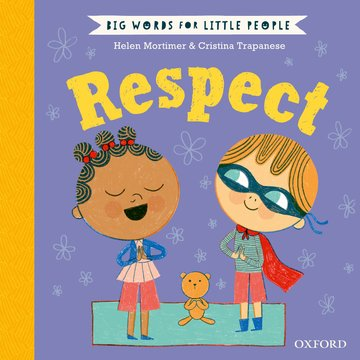 BIG WORDS FOR LITTLE PEOPLE
Helen Mortimer & Cristina Trapanese
Respect
OXFORD